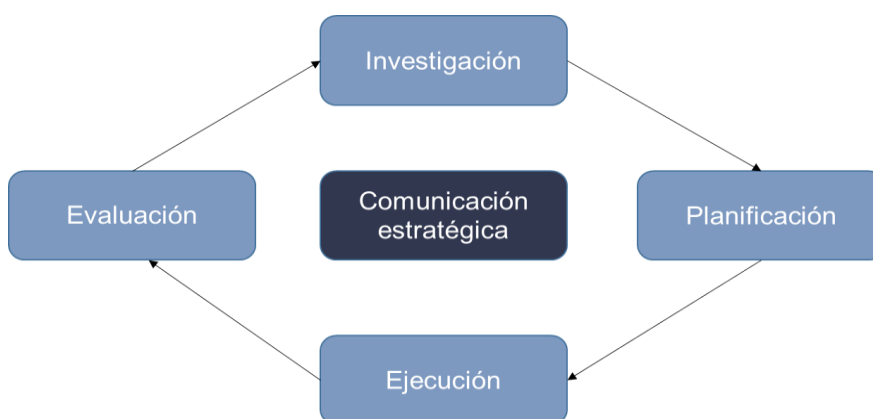 Investigación
Evaluación
Comunicación
estratégica
Planificación
Ejecución